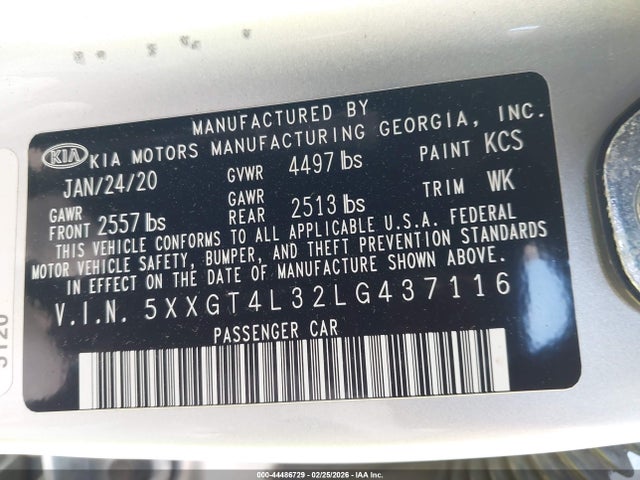 MANUFACTURED BY
KIA KIA MOTORS MANUFACTURING GEORGIA, INC.
JAN/24/20 GVWR 4497 lbs PAINT KCS
GAWR FRONT 2557 lbs GAWR REAR 2513 lbs TRIM WK
THIS VEHICLE CONFORMS TO ALL APPLICABLE U.S.A. FEDERAL
MOTOR VEHICLE SAFETY, BUMPER, AND THEFT PREVENTION STANDARDS
IN EFFECT ON THE DATE OF MANUFACTURE SHOWN ABOVE.
V.I.N. 5XXGT4L32LG437116
PASSENGER CAR
000-44486729 - 02/25/2026 - IAA Inc.